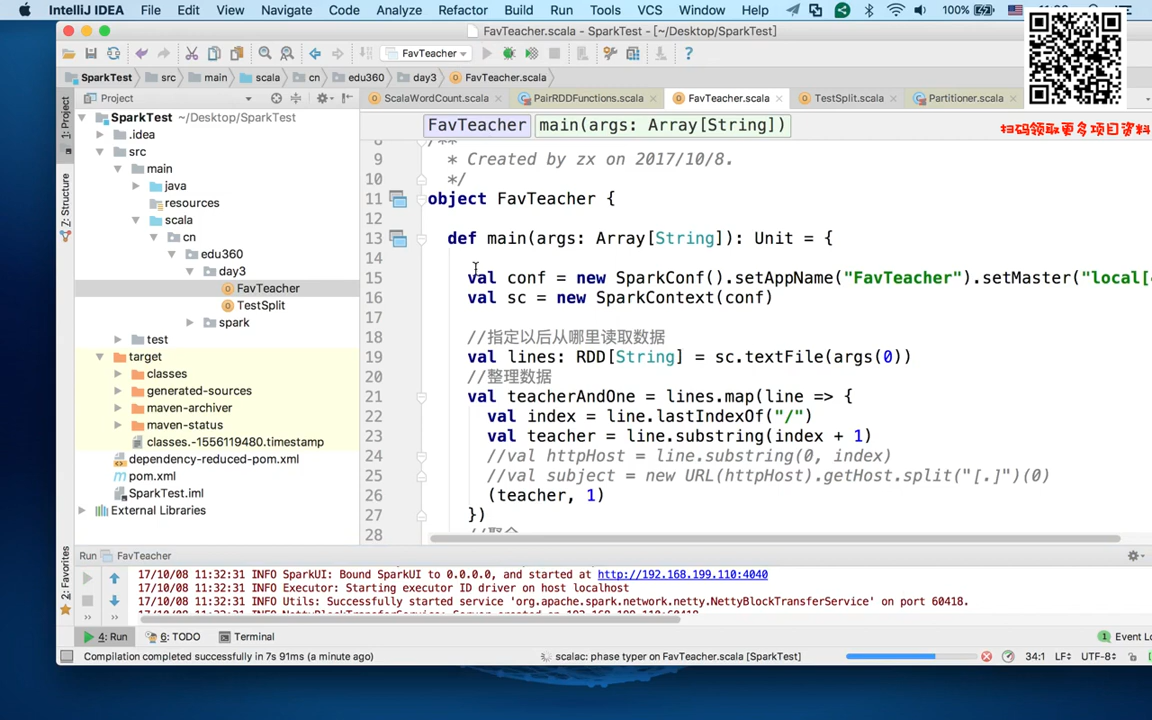 IntelliJ IDEA File Edit View Navigate Code Analyze Refactor Build Run Tools VCS Window Help 100%
FavTeacher.scala - SparkTest - [~/Desktop/SparkTest]
FavTeacher
SparkTest src main scala cn edu360 day3 FavTeacher.scala
Project ScalaWordCount.scala PairRDDFunctions.scala FavTeacher.scala TestSplit.scala Partitioner.scala
扫码领取更多项目资料
FavTeacher main(args: Array[String])
1: Project
7: Structure
2: Favorites
SparkTest ~/Desktop/SparkTest
.idea
src
main
java
resources
scala
cn
edu360
day3
FavTeacher
TestSplit
spark
test
target
classes
generated-sources
maven-archiver
maven-status
classes.-1556119480.timestamp
dependency-reduced-pom.xml
pom.xml
SparkTest.iml
External Libraries
8 /**
9 * Created by zx on 2017/10/8.
10 */
11 object FavTeacher {
12
13 def main(args: Array[String]): Unit = {
14
15 val conf = new SparkConf().setAppName("FavTeacher").setMaster("local[
16 val sc = new SparkContext(conf)
17
18 //指定以后从哪里读取数据
19 val lines: RDD[String] = sc.textFile(args(0))
20 //整理数据
21 val teacherAndOne = lines.map(line => {
22 val index = line.lastIndexOf("/")
23 val teacher = line.substring(index + 1)
24 //val httpHost = line.substring(0, index)
25 //val subject = new URL(httpHost).getHost.split("[.]")(0)
26 (teacher, 1)
27 })
28 //聚合
Run FavTeacher
17/10/08 11:32:31 INFO SparkUI: Bound SparkUI to 0.0.0.0, and started at http://192.168.199.110:4040
17/10/08 11:32:31 INFO Executor: Starting executor ID driver on host localhost
17/10/08 11:32:31 INFO Utils: Successfully started service 'org.apache.spark.network.netty.NettyBlockTransferService' on port 60418.
4: Run 6: TODO Terminal 1 Event Lo
Compilation completed successfully in 7s 91ms (a minute ago) scalac: phase typer on FavTeacher.scala [SparkTest] 34:1 LF UTF-8